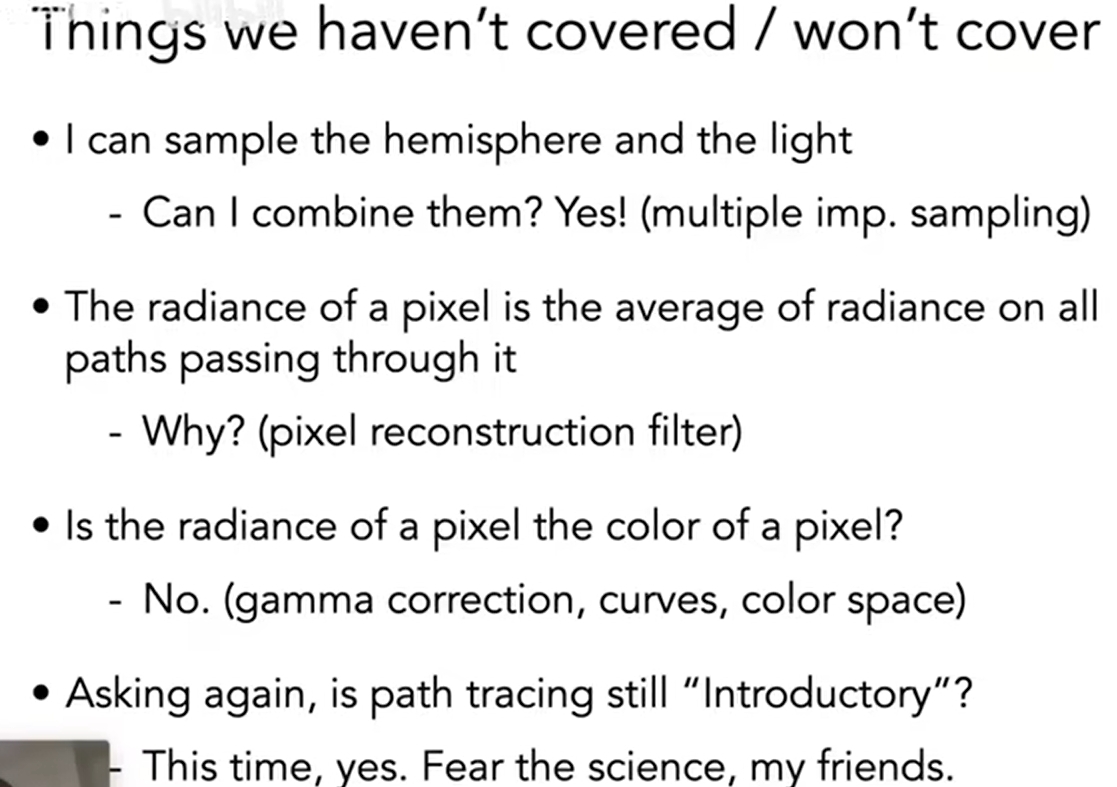 Things we haven't covered / won't cover
• I can sample the hemisphere and the light
- Can I combine them? Yes! (multiple imp. sampling)
• The radiance of a pixel is the average of radiance on all
paths passing through it
- Why? (pixel reconstruction filter)
• Is the radiance of a pixel the color of a pixel?
- No. (gamma correction, curves, color space)
• Asking again, is path tracing still “Introductory”?
- This time, yes. Fear the science, my friends.